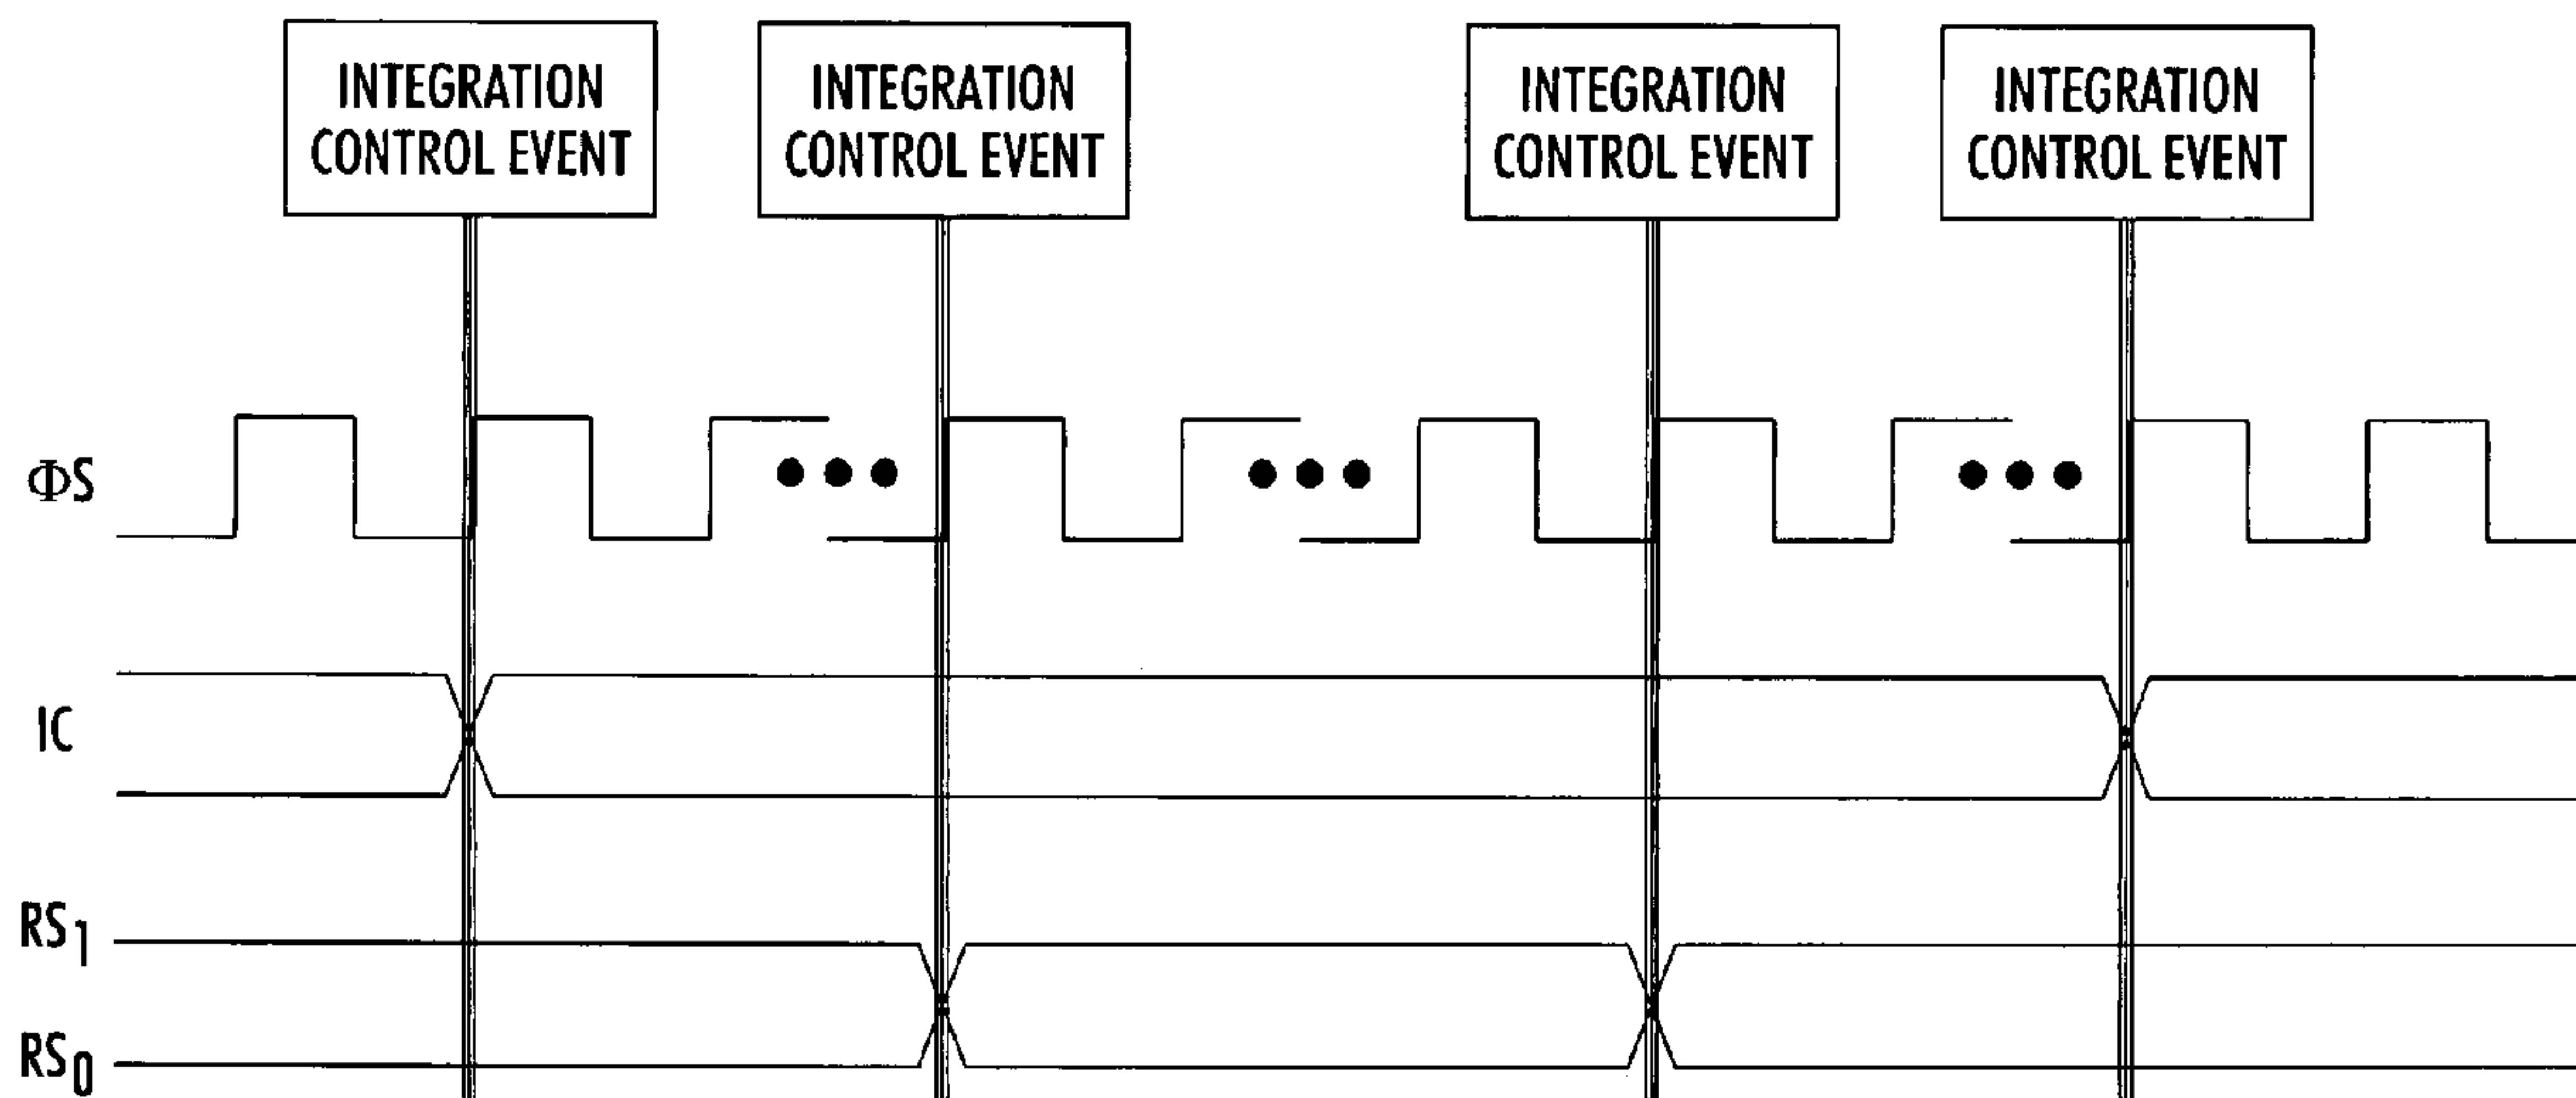 INTEGRATION
CONTROL EVENT
INTEGRATION
CONTROL EVENT
INTEGRATION
CONTROL EVENT
INTEGRATION
CONTROL EVENT
ΦS
IC
RS1
RS0